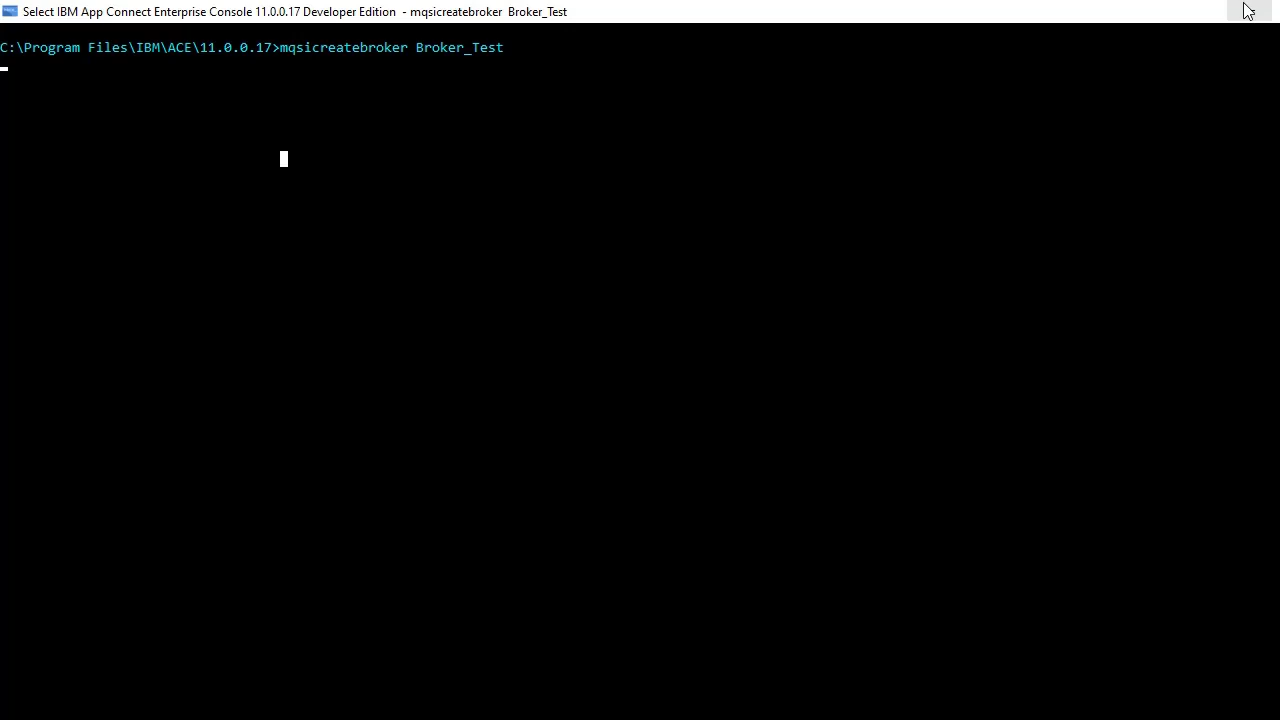 Select IBM App Connect Enterprise Console 11.0.0.17 Developer Edition - mqsicreatebroker Broker_Test
C:\Program Files\IBM\ACE\11.0.0.17>mqsicreatebroker Broker_Test